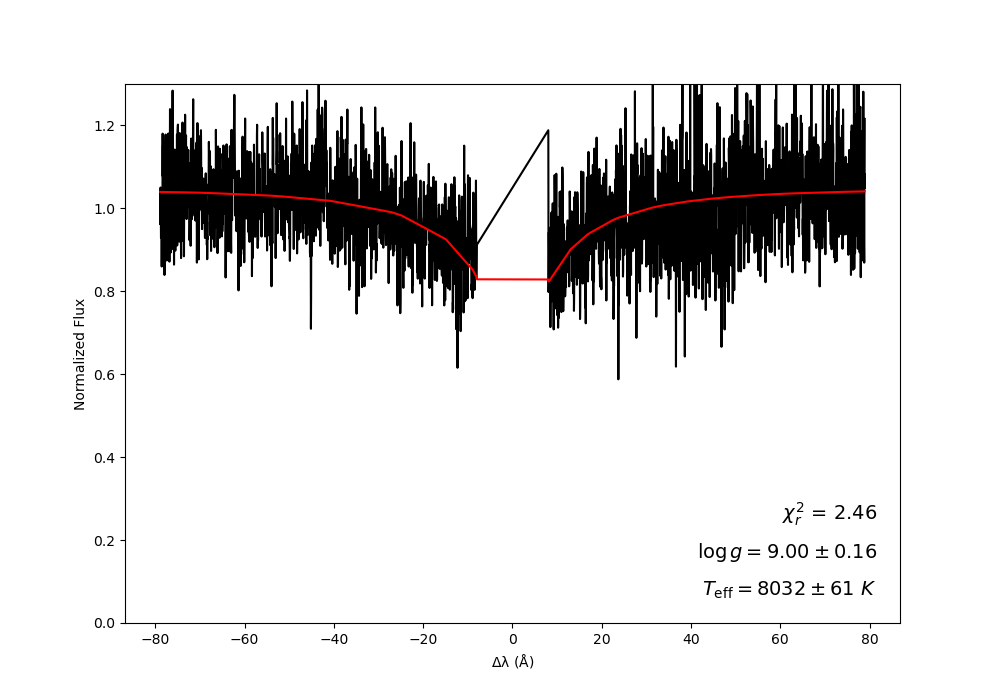 1.2
1.0
0.8
0.6
0.4
0.2
0.0
Normalized Flux
−80 −60 −40 −20 0 20 40 60 80
Δλ (Å)
χ²ᵣ = 2.46
log g = 9.00 ± 0.16
T_eff = 8032 ± 61 K